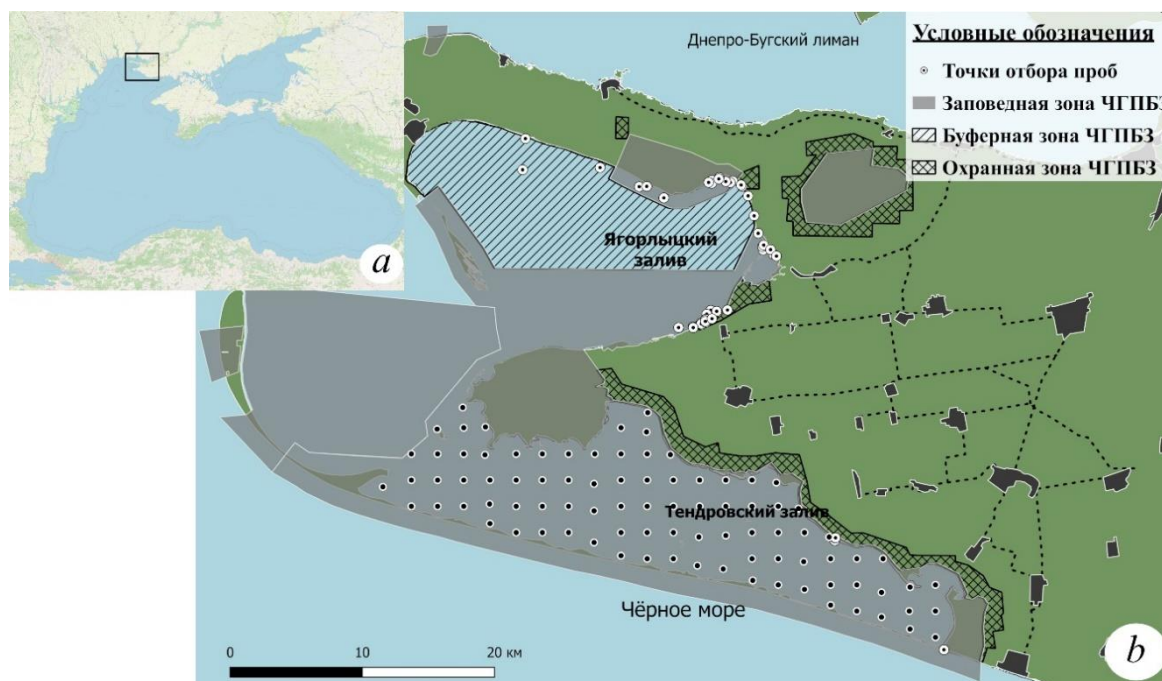 Днепро-Бугский лиман
Условные обозначения
Точки отбора проб
Заповедная зона ЧГПБЗ
Буферная зона ЧГПБЗ
Охранная зона ЧГПБЗ
a
Ягорлыцкий
залив
Тендровский залив
Чёрное море
0 10 20 км
b